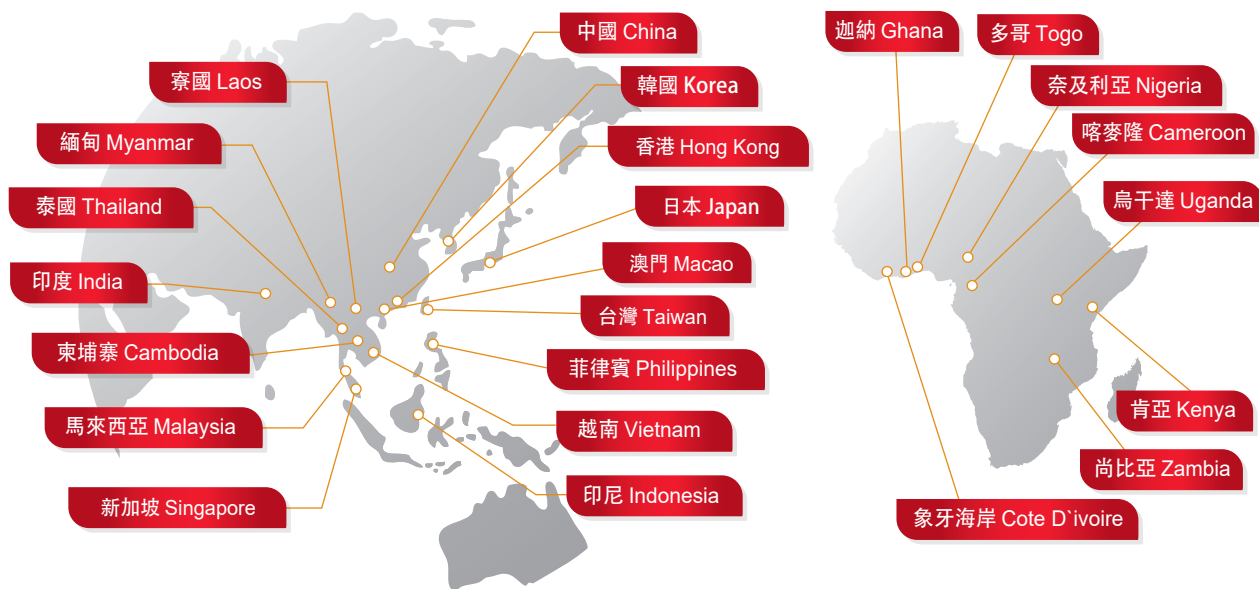 中國 China
寮國 Laos
韓國 Korea
緬甸 Myanmar
香港 Hong Kong
泰國 Thailand
日本 Japan
澳門 Macao
印度 India
台灣 Taiwan
柬埔寨 Cambodia
菲律賓 Philippines
馬來西亞 Malaysia
越南 Vietnam
新加坡 Singapore
印尼 Indonesia
迦納 Ghana
多哥 Togo
奈及利亞 Nigeria
喀麥隆 Cameroon
烏干達 Uganda
肯亞 Kenya
尚比亞 Zambia
象牙海岸 Cote D`ivoire